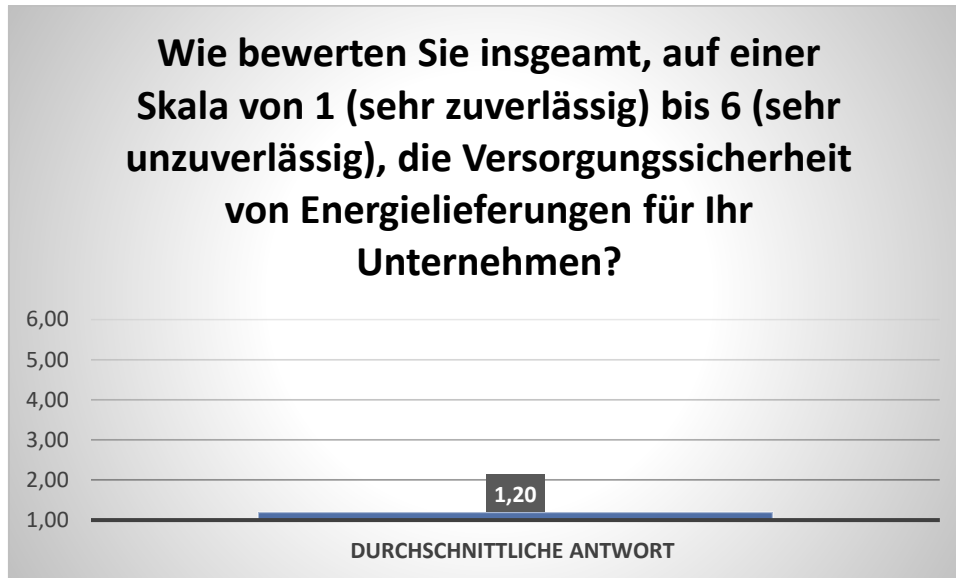 Wie bewerten Sie insgeamt, auf einer
Skala von 1 (sehr zuverlässig) bis 6 (sehr
unzuverlässig), die Versorgungssicherheit
von Energielieferungen für Ihr
Unternehmen?
6,00
5,00
4,00
3,00
2,00
1,00
1,20
DURCHSCHNITTLICHE ANTWORT